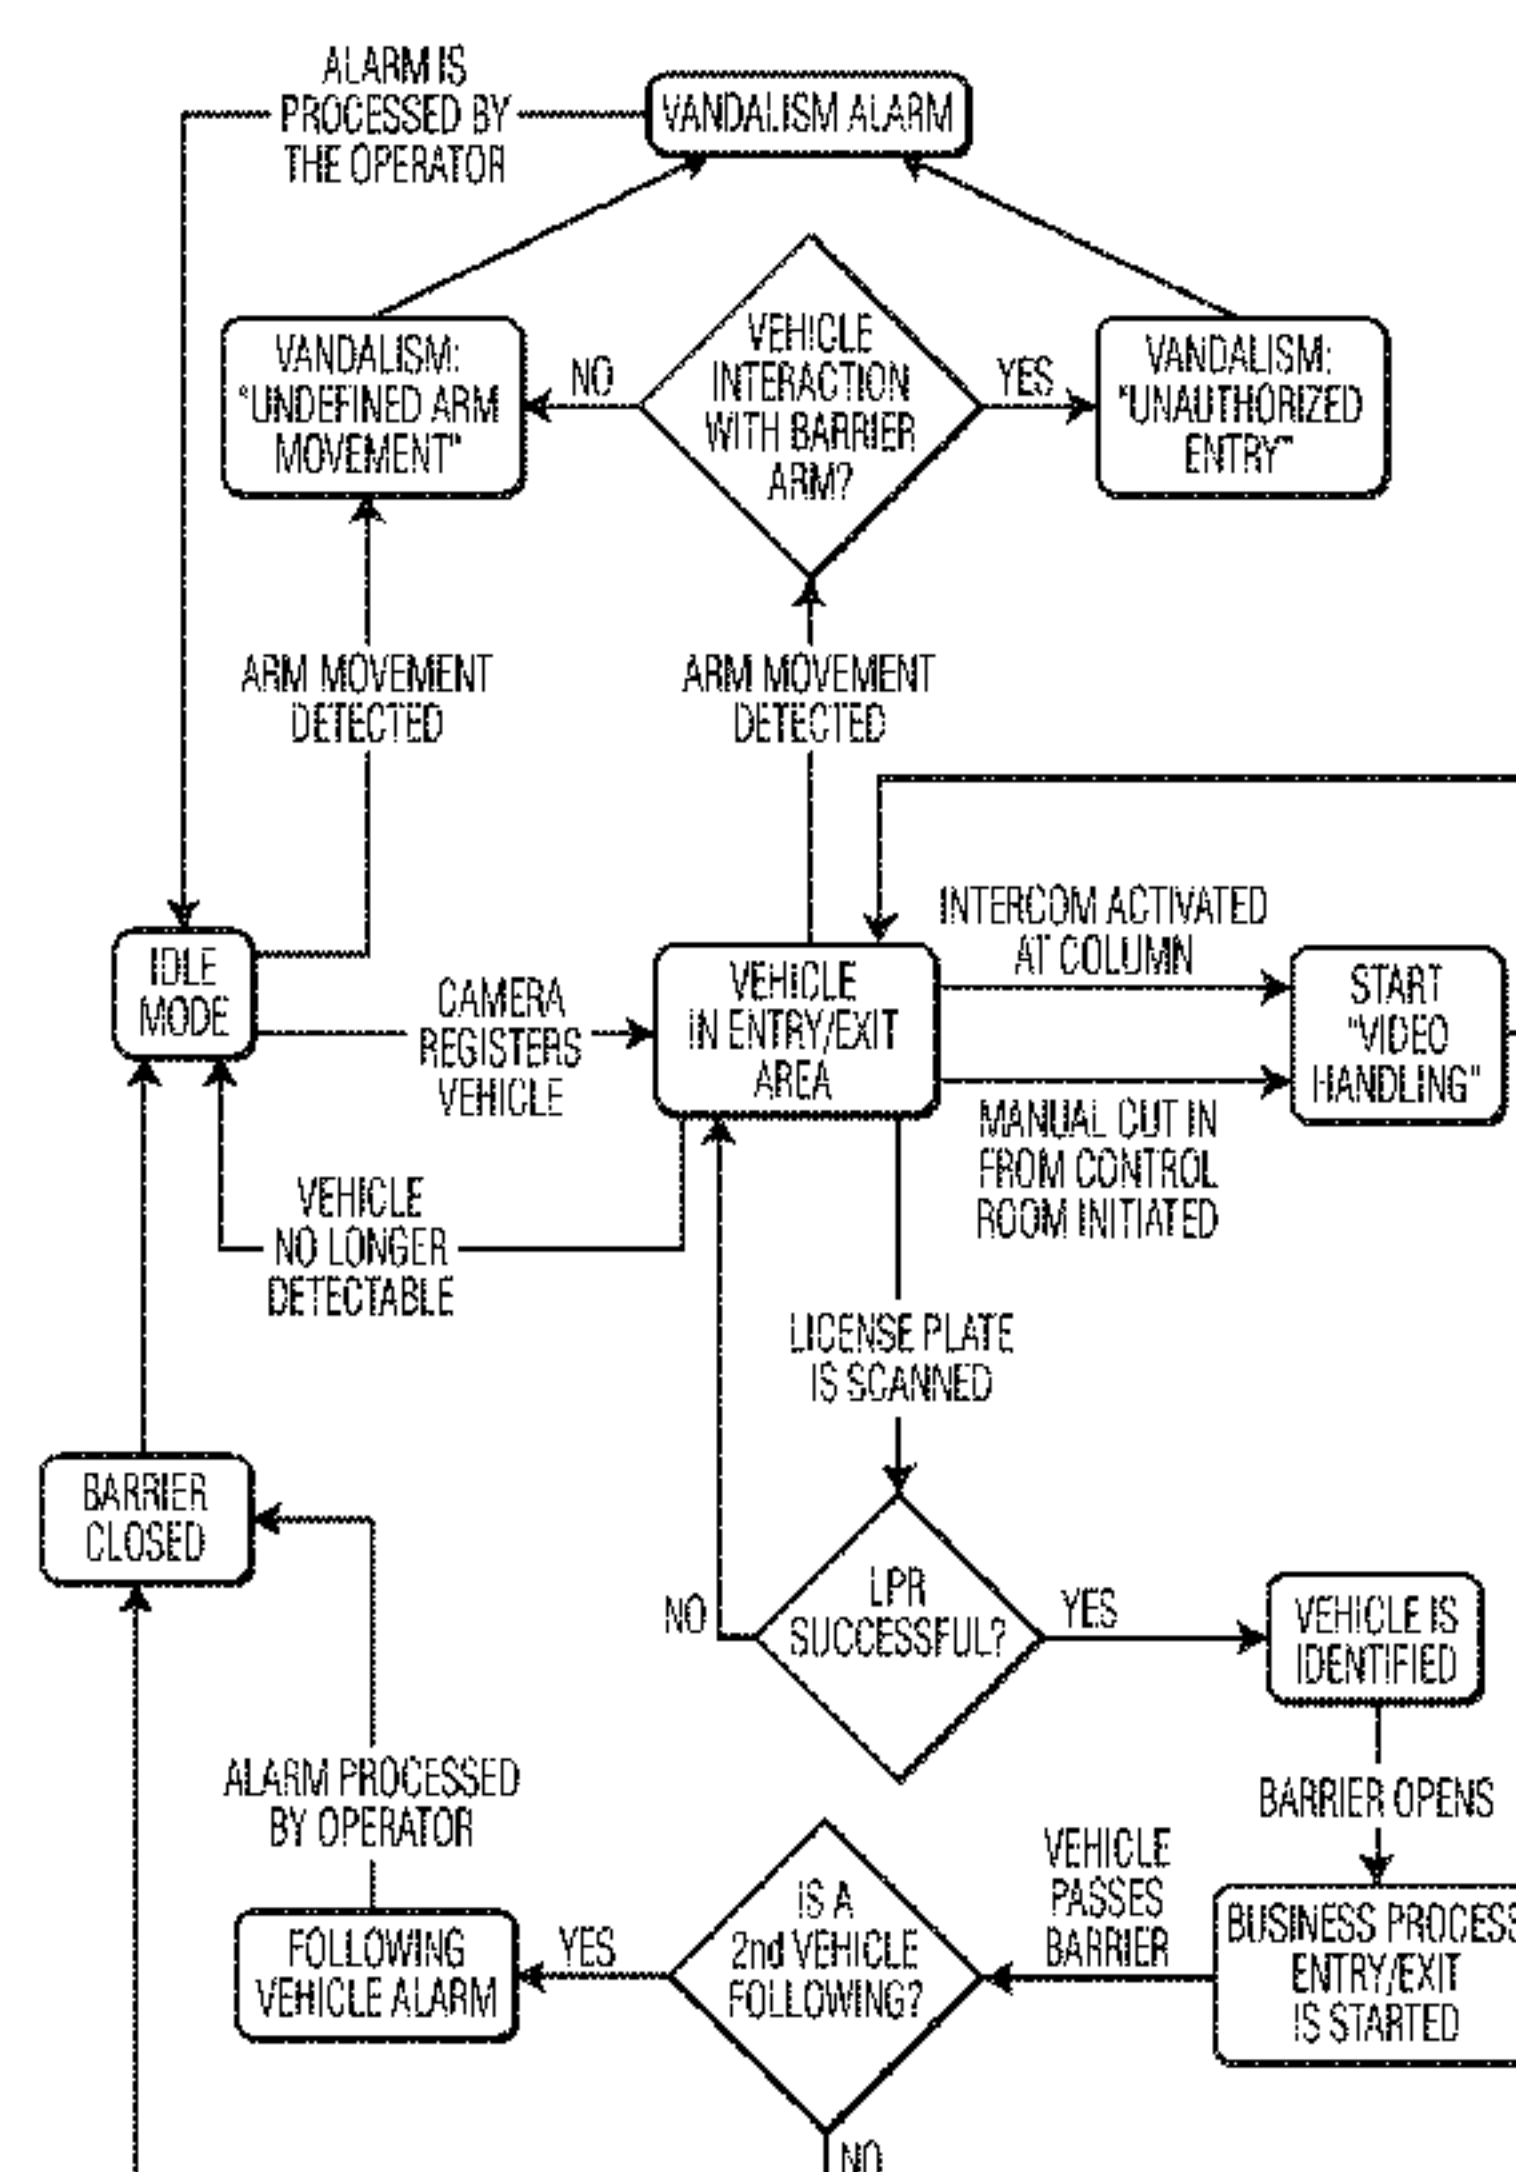 ALARM IS
PROCESSED BY
THE OPERATOR
VANDALISM ALARM
VANDALISM:
"UNDEFINED ARM
MOVEMENT"
NO
VEHICLE
INTERACTION
WITH BARRIER
ARM?
YES
VANDALISM:
"UNAUTHORIZED
ENTRY"
ARM MOVEMENT
DETECTED
ARM MOVEMENT
DETECTED
IDLE
MODE
CAMERA
REGISTERS
VEHICLE
VEHICLE
IN ENTRY/EXIT
AREA
INTERCOM ACTIVATED
AT COLUMN
START
"VIDEO
HANDLING"
MANUAL CUT IN
FROM CONTROL
ROOM INITIATED
VEHICLE
NO LONGER
DETECTABLE
LICENSE PLATE
IS SCANNED
BARRIER
CLOSED
NO
LPR
SUCCESSFUL?
YES
VEHICLE IS
IDENTIFIED
BARRIER OPENS
ALARM PROCESSED
BY OPERATOR
FOLLOWING
VEHICLE ALARM
YES
IS A
2nd VEHICLE
FOLLOWING?
VEHICLE
PASSES
BARRIER
BUSINESS PROCESS
ENTRY/EXIT
IS STARTED
NO